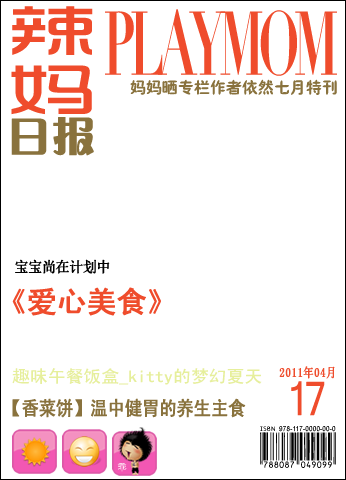 辣妈日报
PLAYMOM
妈妈晒专栏作者依然七月特刊
宝宝尚在计划中
《爱心美食》
趣味午餐饭盒_kitty的梦幻夏天
2011年04月
17
【香菜饼】温中健胃的养生主食
ISBN 978-117-0000-00-0
乖
788087 049099